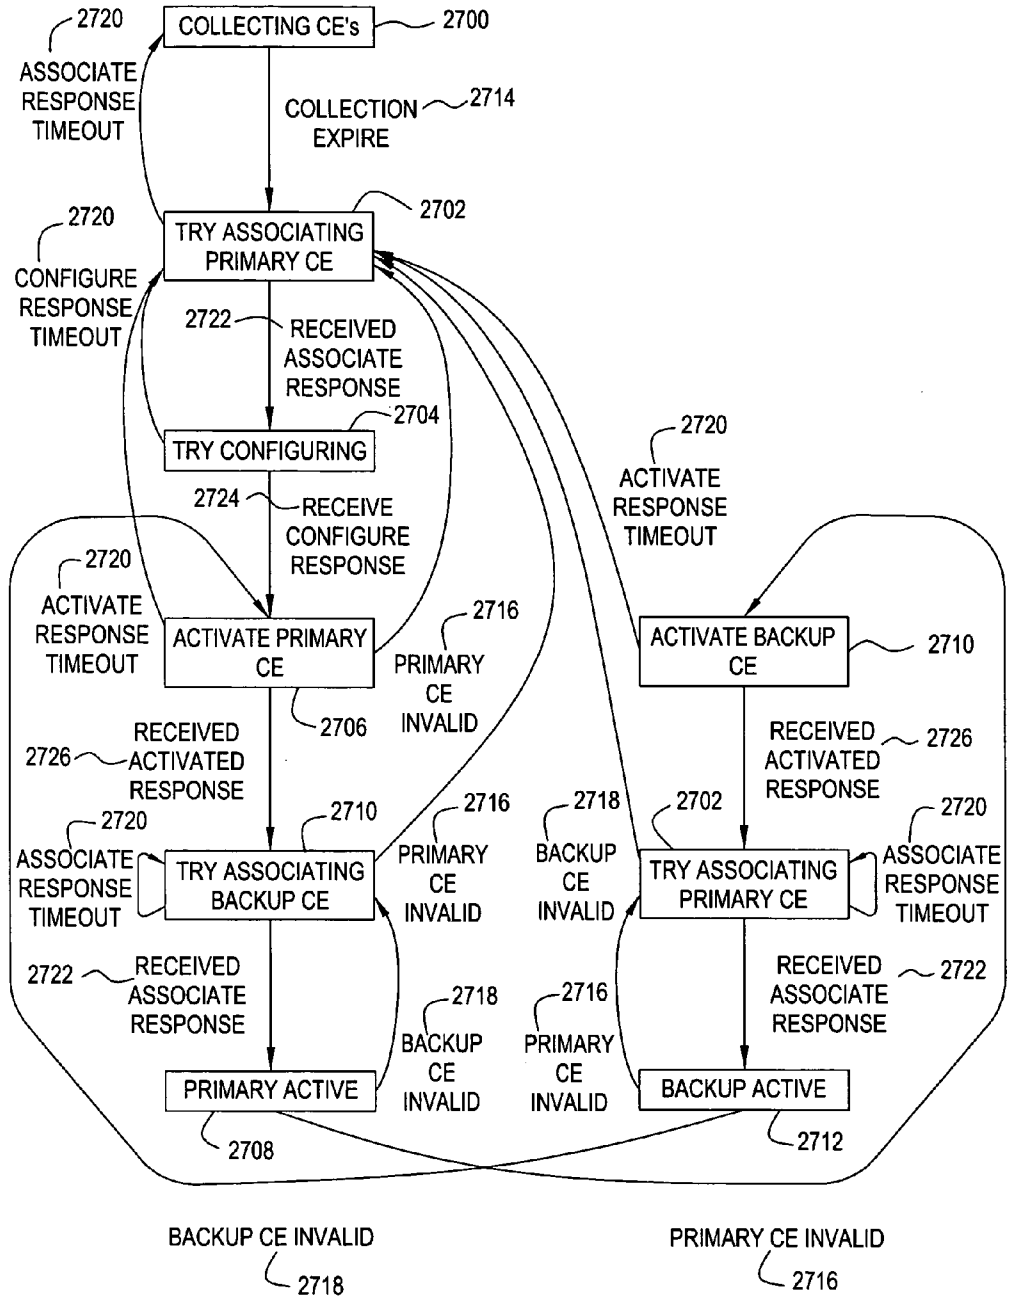 2720
COLLECTING CE's
2700
ASSOCIATE
RESPONSE
TIMEOUT
COLLECTION
EXPIRE
2714
2720
CONFIGURE
RESPONSE
TIMEOUT
TRY ASSOCIATING
PRIMARY CE
2702
2722
RECEIVED
ASSOCIATE
RESPONSE
2704
TRY CONFIGURING
2724
RECEIVE
CONFIGURE
RESPONSE
2720
ACTIVATE
RESPONSE
TIMEOUT
2720
ACTIVATE
RESPONSE
TIMEOUT
ACTIVATE PRIMARY
CE
2706
2716
PRIMARY
CE
INVALID
ACTIVATE BACKUP
CE
2710
2726
RECEIVED
ACTIVATED
RESPONSE
RECEIVED
ACTIVATED
RESPONSE
2726
2720
ASSOCIATE
RESPONSE
TIMEOUT
2710
TRY ASSOCIATING
BACKUP CE
2716
PRIMARY
CE
INVALID
2718
BACKUP
CE
INVALID
2702
TRY ASSOCIATING
PRIMARY CE
2720
ASSOCIATE
RESPONSE
TIMEOUT
2722
RECEIVED
ASSOCIATE
RESPONSE
2718
BACKUP
CE
INVALID
2716
PRIMARY
CE
INVALID
RECEIVED
ASSOCIATE
RESPONSE
2722
PRIMARY ACTIVE
2708
BACKUP ACTIVE
2712
BACKUP CE INVALID
2718
PRIMARY CE INVALID
2716